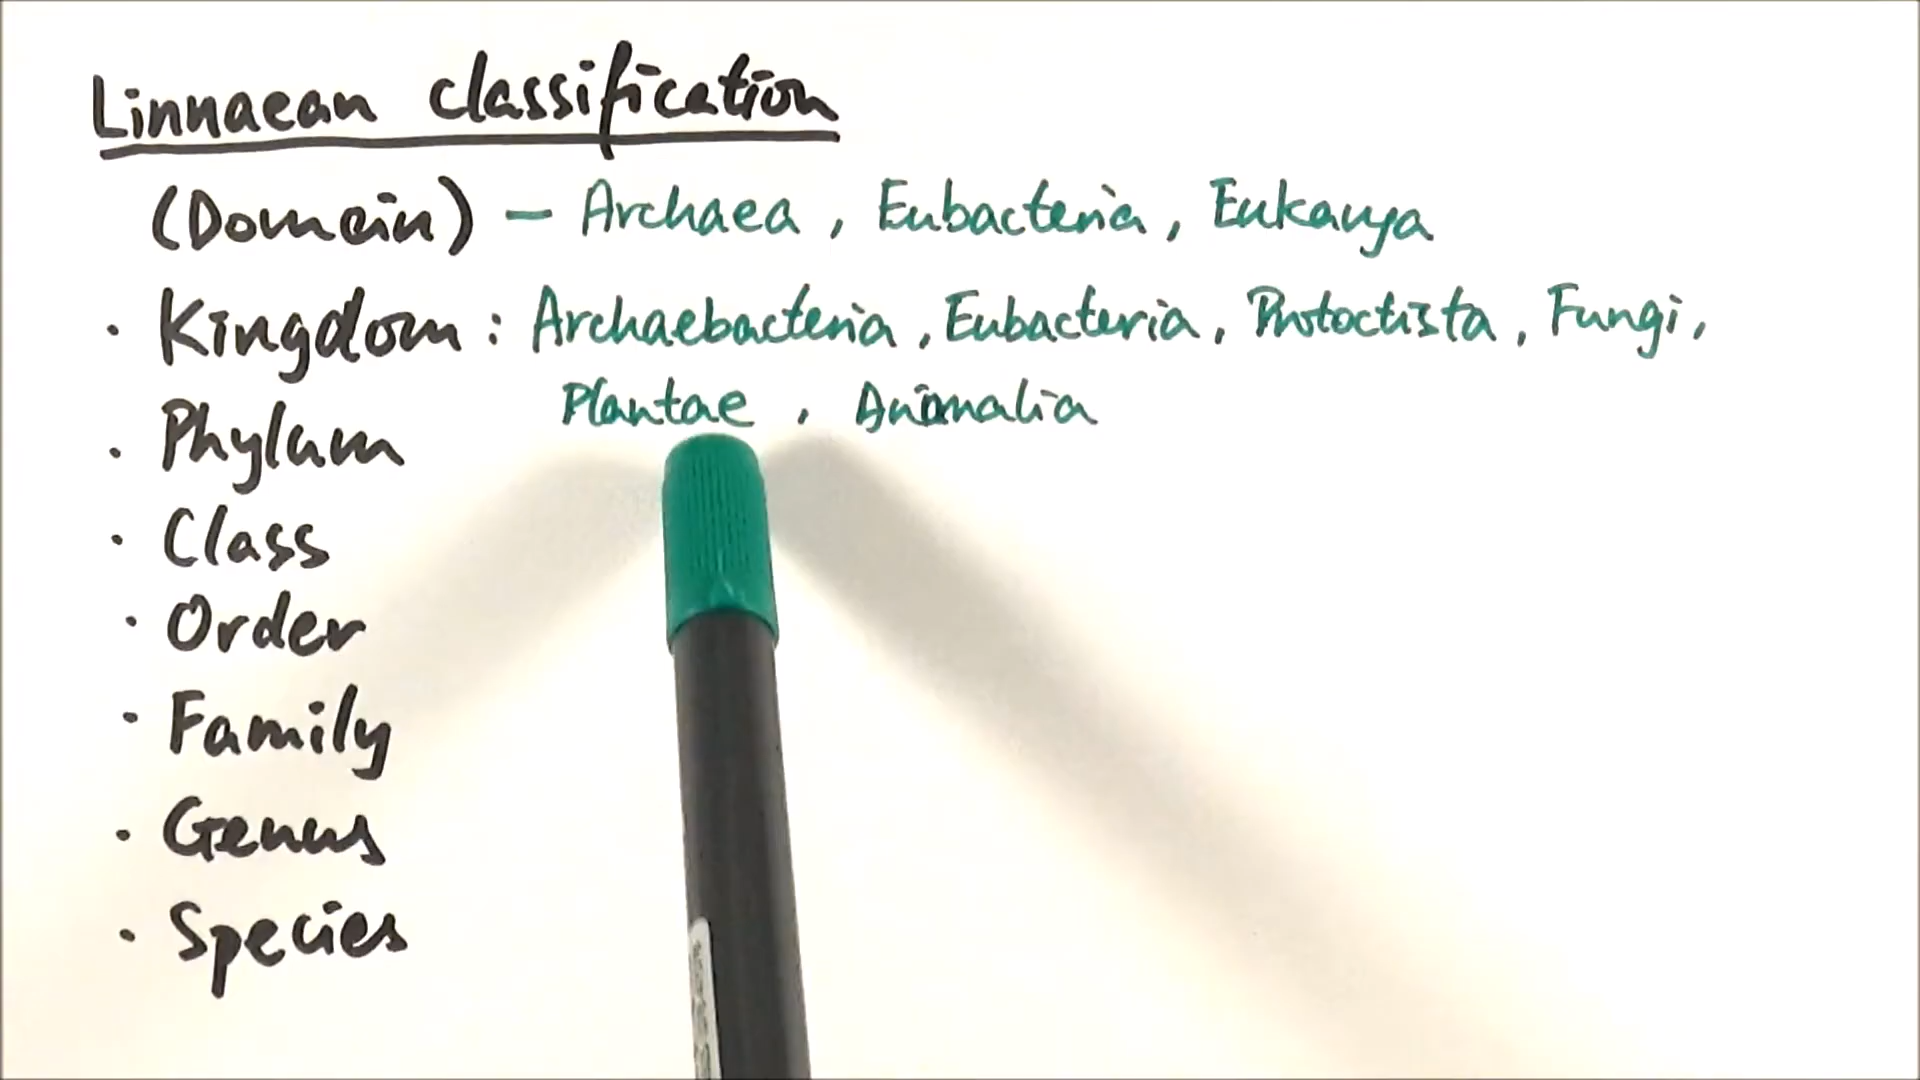 Linnaean classification
(Domain) — Archaea, Eubacteria, Eukarya
· Kingdom: Archaebacteria, Eubacteria, Protoctista, Fungi,
Plantae, Animalia
· Phylum
· Class
· Order
· Family
· Genus
· Species